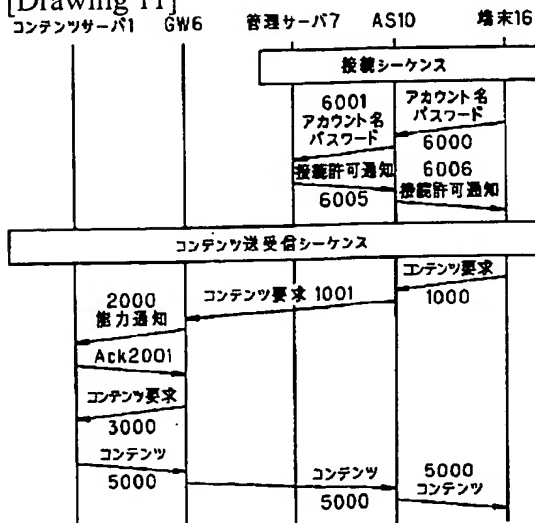 [Drawing 11]
コンテンツサーバ1 GW6 管理サーバ7 AS10 端末16
接続シーケンス
6001
アカウント名
パスワード
アカウント名
パスワード
6000
接続許可通知
6005
6006
接続許可通知
コンテンツ送受信シーケンス
コンテンツ要求
1000
コンテンツ要求 1001
2000
能力通知
Ack2001
コンテンツ要求
3000
コンテンツ
5000
コンテンツ
5000
5000
コンテンツ